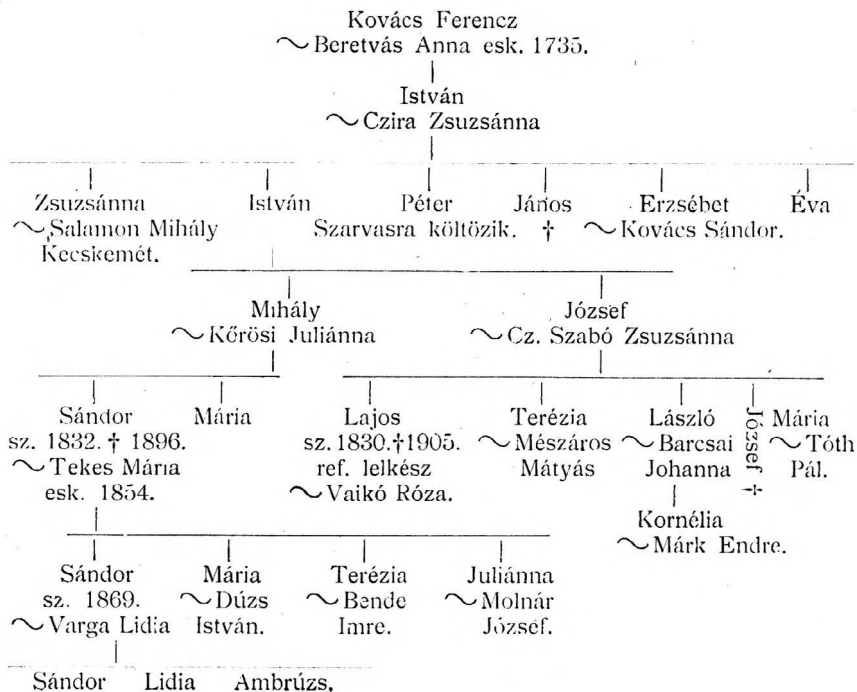 Kovács Ferenc
~ Beretvás Anna esk. 1735.
István
~ Czira Zsuzsánna
Zsuzsánna István Péter János Erzsébet Éva
~ Salamon Mihály Szarvasra költözik. † ~ Kovács Sándor.
Kecskemét.
Mihály József
~ Kőrösi Juliánna ~ Cz. Szabó Zsuzsánna
Sándor Mária Lajos Terézia László József † Mária
sz. 1832. † 1896. sz. 1830. † 1905. ~ Mészáros ~ Barcsai ~ Tóth
~ Tekes Mária ref. lelkész Mátyás Johanna Pál.
esk. 1854. ~ Vaikó Róza.
Kornélia
~ Márk Endre.
Sándor Mária Terézia Juliánna
sz. 1869. ~ Dúzs ~ Bende ~ Molnár
~ Varga Lidia István. Imre. József.
Sándor Lidia Ambrúzs.